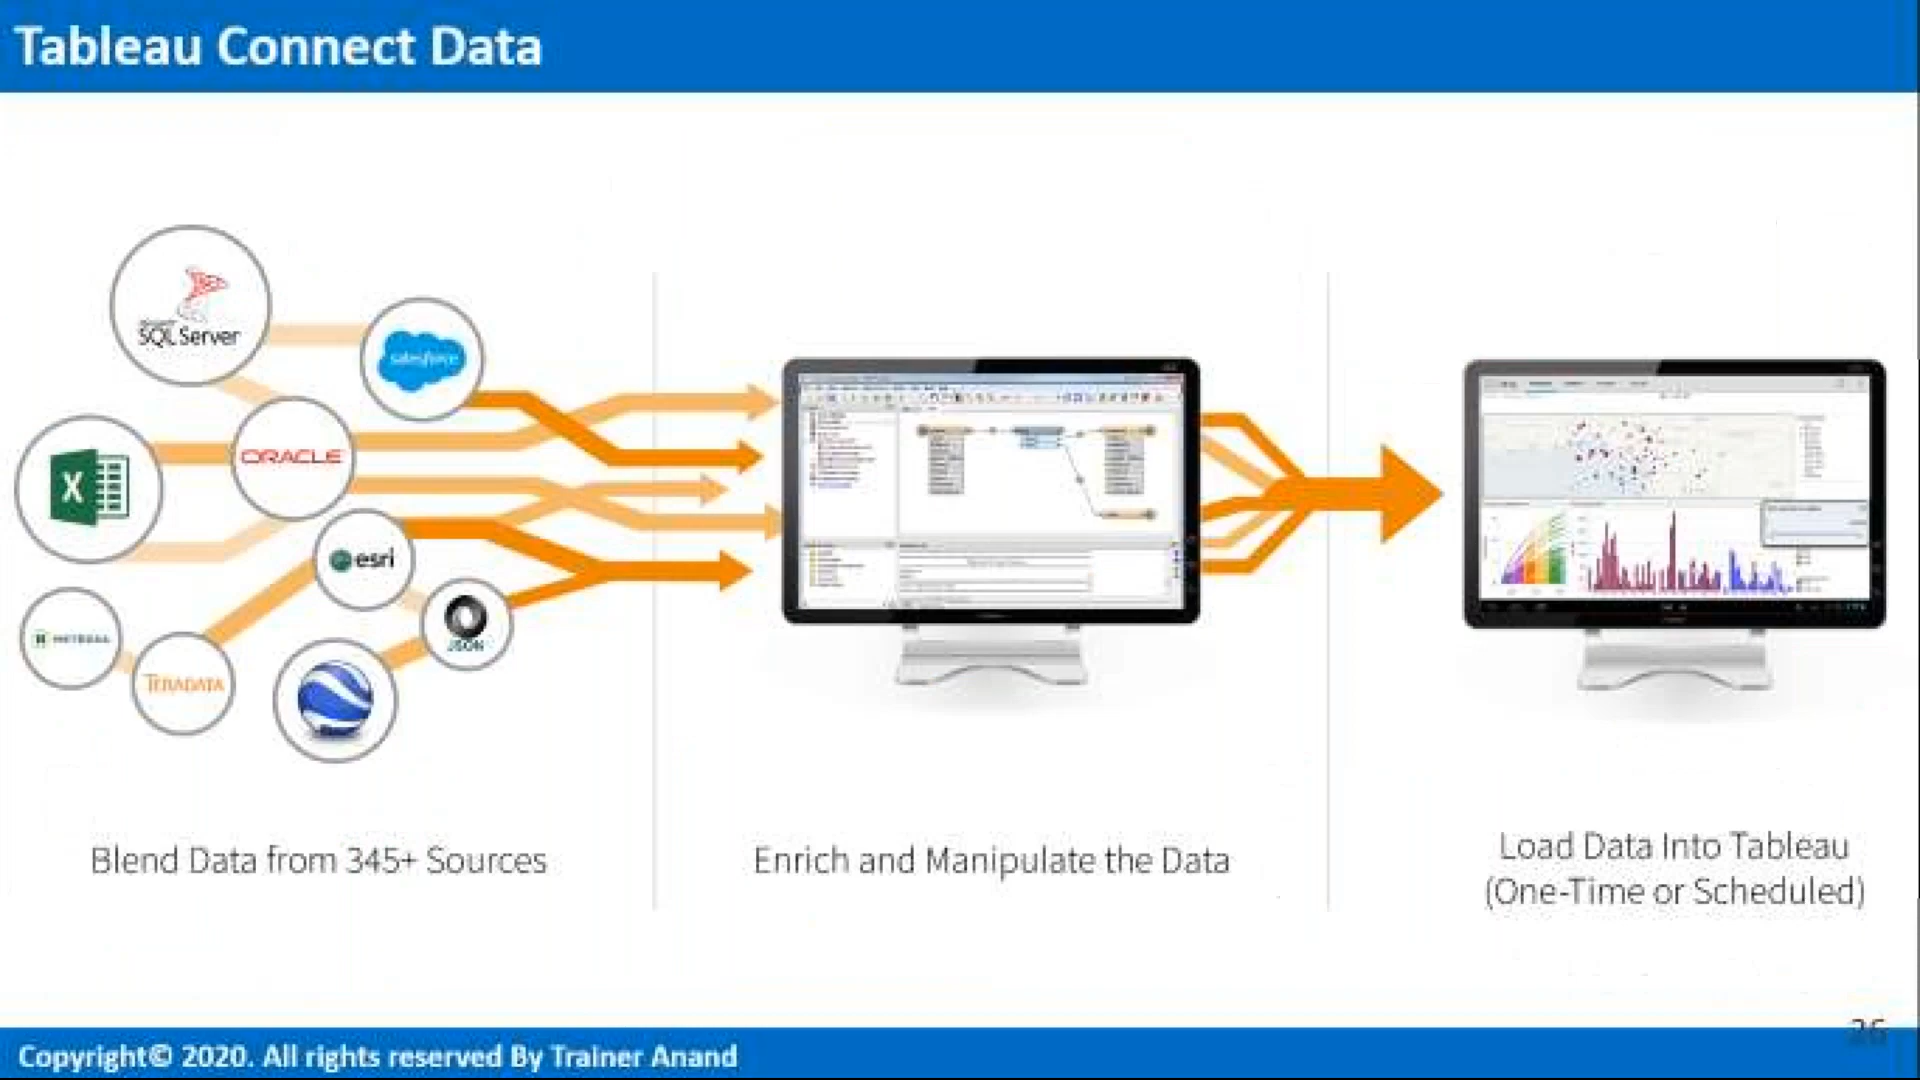 Tableau Connect Data
SQL Server
salesforce
X
ORACLE
esri
JSON
TERADATA
Blend Data from 345+ Sources
Enrich and Manipulate the Data
Load Data Into Tableau
(One-Time or Scheduled)
26
Copyright© 2020. All rights reserved By Trainer Anand